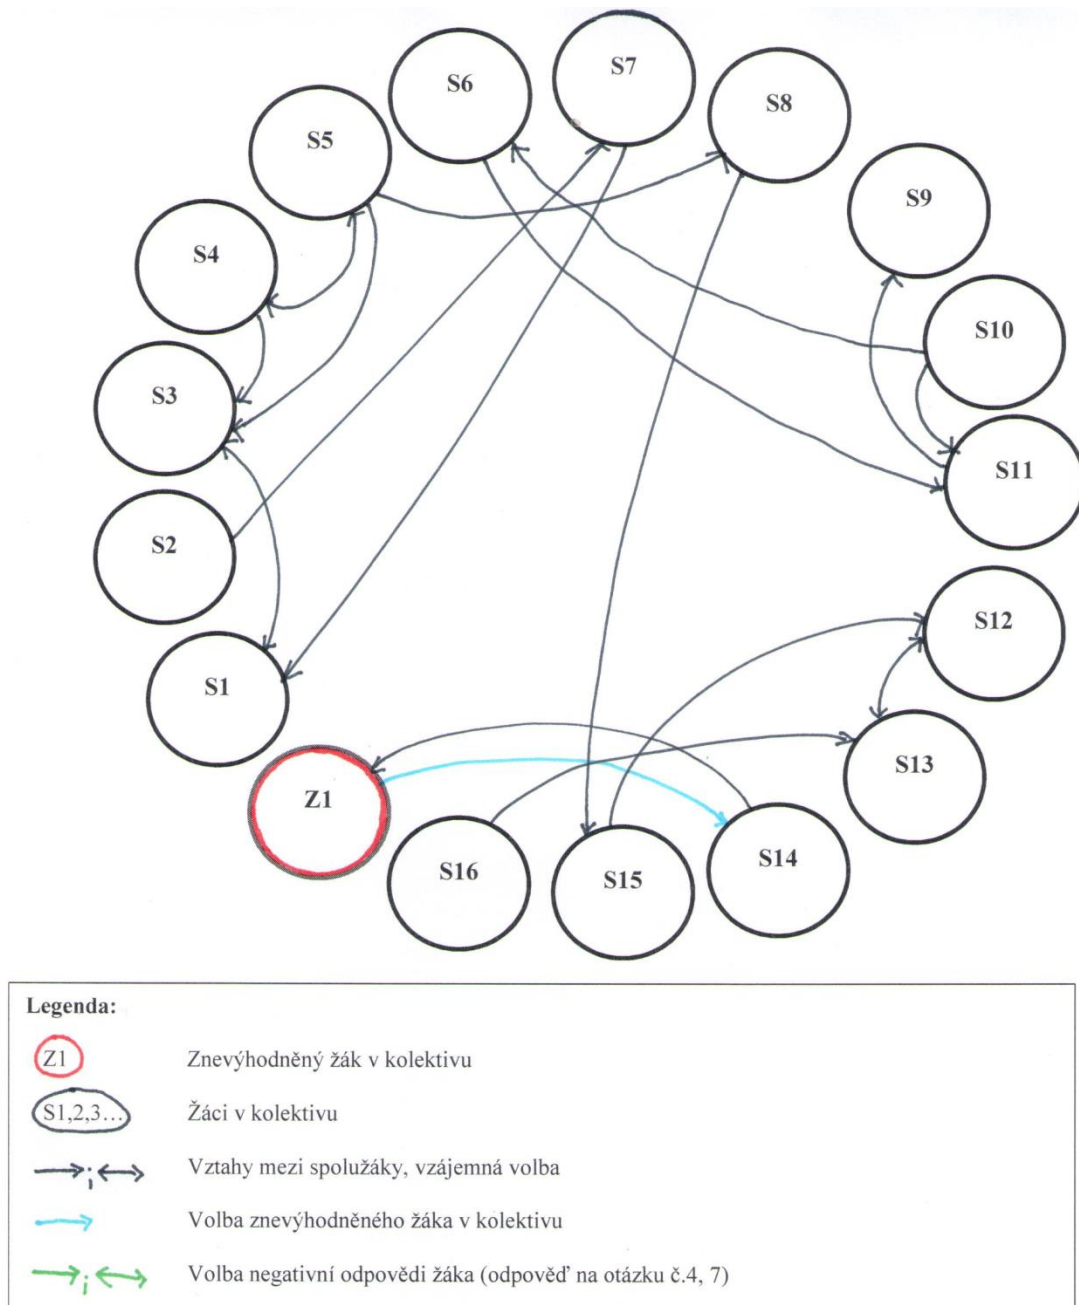 S7
S6
S8
S5
S9
S4
S10
S3
S11
S2
S12
S1
S13
Z1
S14
S16
S15
Legenda:
Z1 Znevýhodněný žák v kolektivu
S1,2,3... Žáci v kolektivu
; Vztahy mezi spolužáky, vzájemná volba
Volba znevýhodněného žáka v kolektivu
; Volba negativní odpovědi žáka (odpověď na otázku č.4, 7)